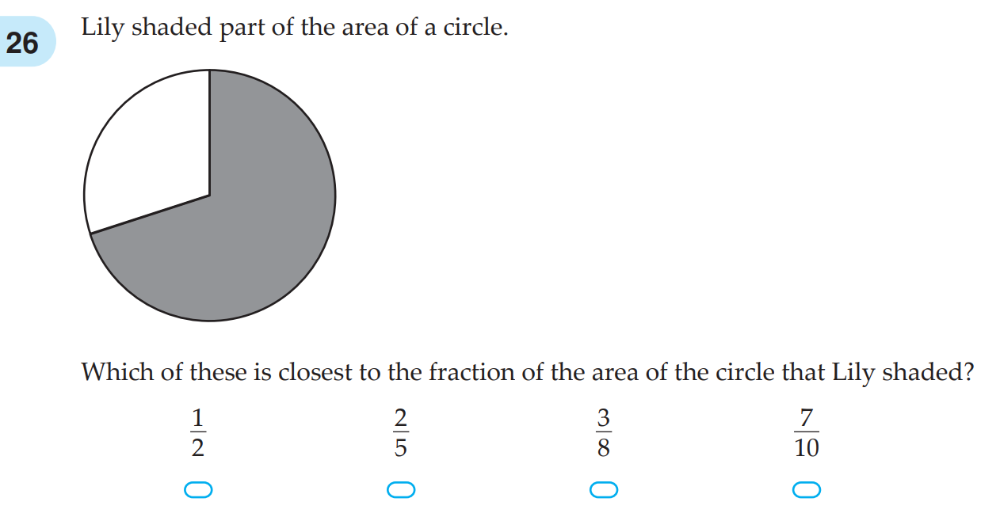 26
Lily shaded part of the area of a circle.
Which of these is closest to the fraction of the area of the circle that Lily shaded?
1/2 2/5 3/8 7/10